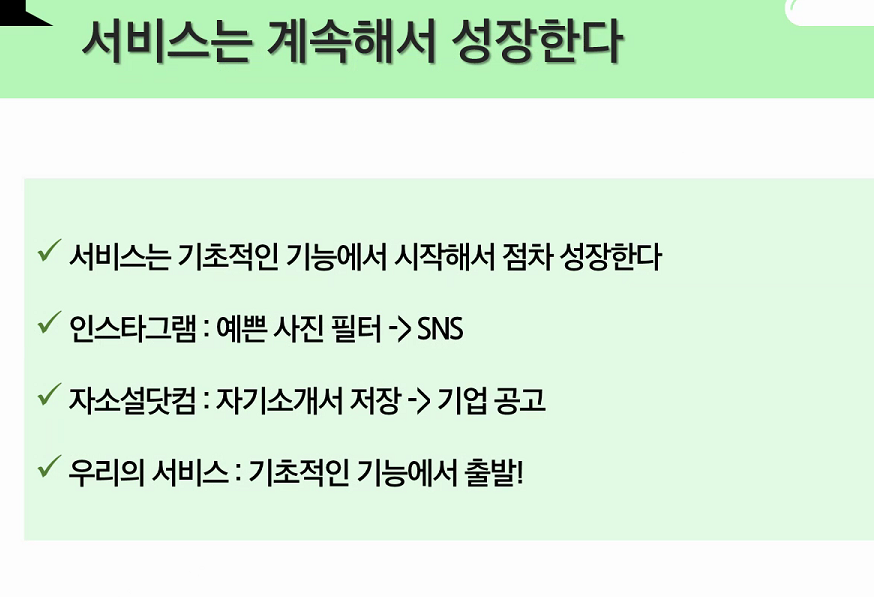 서비스는 계속해서 성장한다
서비스는 기초적인 기능에서 시작해서 점차 성장한다
인스타그램 : 예쁜 사진 필터 -> SNS
자소설닷컴 : 자기소개서 저장 -> 기업 공고
우리의 서비스 : 기초적인 기능에서 출발!